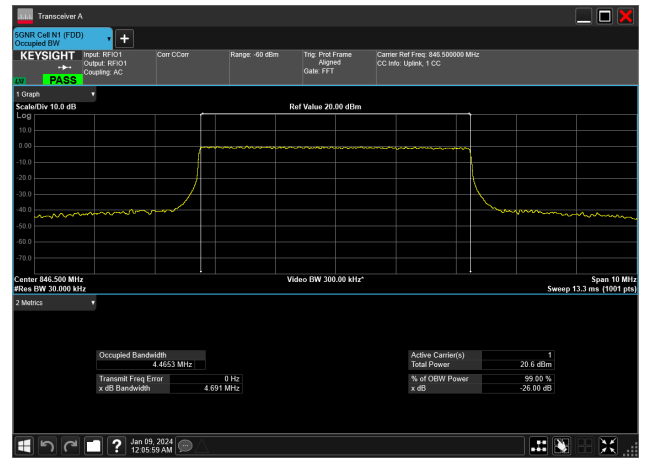 Transceiver A
5GNR Cell N1 (FDD)
Occupied BW
KEYSIGHT Input: RFIO1 Corr CCorr Range: -60 dBm Trig: Prot Frame Carrier Ref Freq: 846.500000 MHz
Output: RFIO1 Aligned CC Info: Uplink, 1 CC
Coupling: AC Gate: FFT
LXI PASS
1 Graph
Scale/Div 10.0 dB Ref Value 20.00 dBm
Log
10.0
0.00
-10.0
-20.0
-30.0
-40.0
-50.0
-60.0
-70.0
Center 846.500 MHz Video BW 300.00 kHz* Span 10 MHz
#Res BW 30.000 kHz Sweep 13.3 ms (1001 pts)
2 Metrics
Occupied Bandwidth Active Carrier(s) 1
4.4653 MHz Total Power 20.6 dBm
Transmit Freq Error 0 Hz % of OBW Power 99.00 %
x dB Bandwidth 4.691 MHz x dB -26.00 dB
? Jan 09, 2024
12:05:59 AM